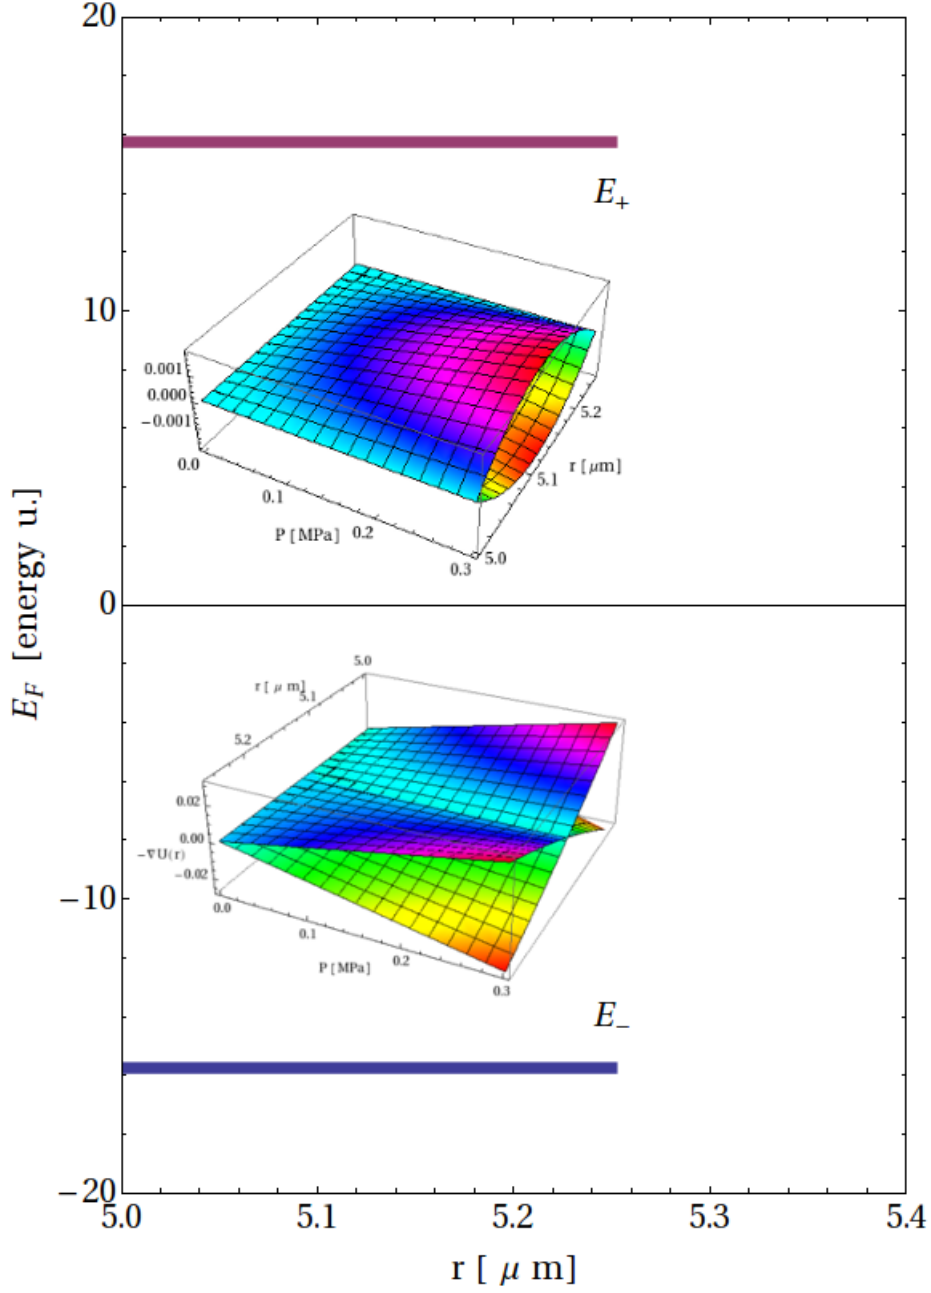 20
E+
10
0.001
0.000
−0.001
0.0
0.1
P [MPa]
0.2
0.3
5.0
5.1
r [ μm]
5.2
0
E_F [energy u.]
5.0
r [ μ m]
5.1
5.2
0.02
0.00
−∇U(r)
−0.02
0.0
0.1
P [MPa]
0.2
0.3
−10
E−
−20
5.0 5.1 5.2 5.3 5.4
r [ μ m]